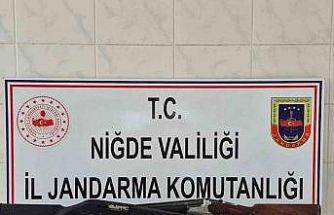 T.C.
NİĞDE VALİLİĞİ
İL JANDARMA KOMUTANLIĞI